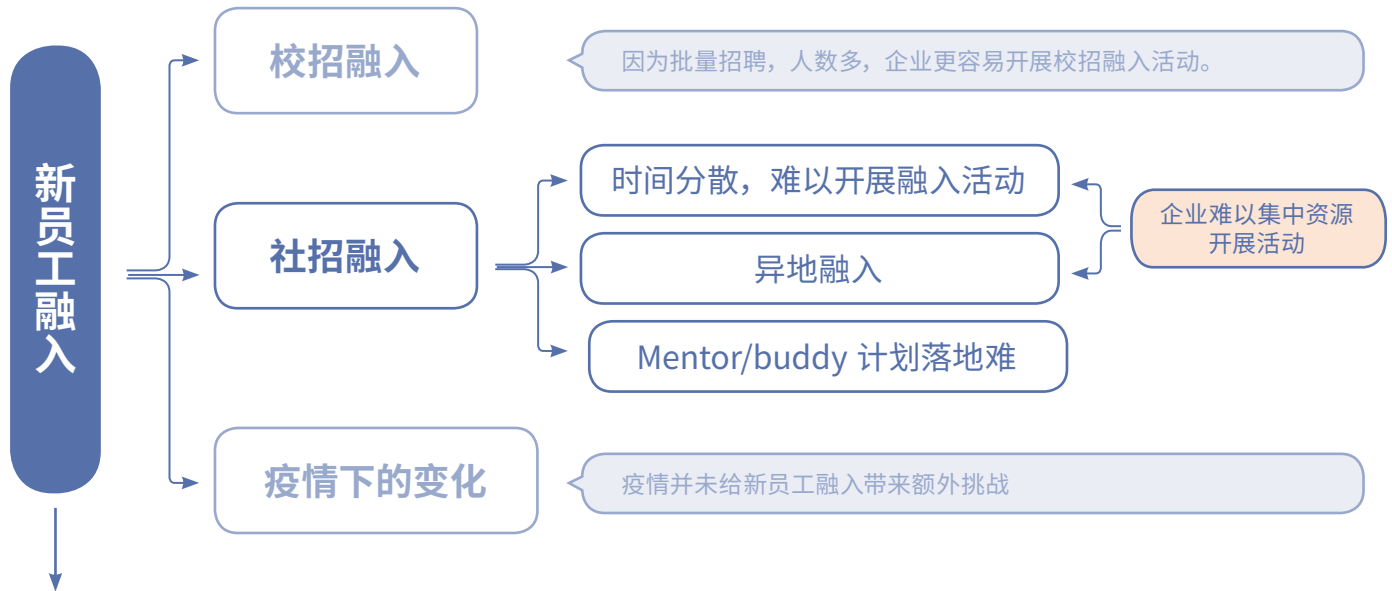 新员工融入
校招融入
因为批量招聘，人数多，企业更容易开展校招融入活动。
社招融入
时间分散，难以开展融入活动
异地融入
Mentor/buddy 计划落地难
企业难以集中资源
开展活动
疫情下的变化
疫情并未给新员工融入带来额外挑战